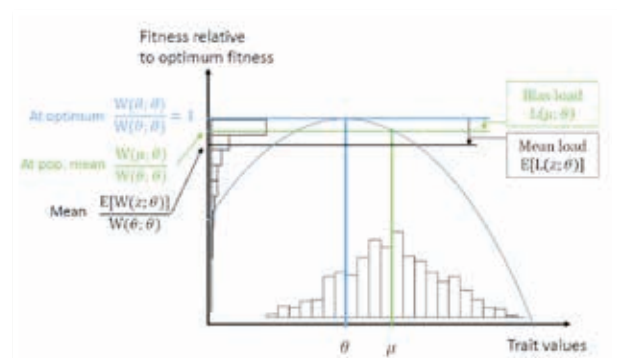 Fitness relative
to optimum fitness
At optimum W(θ; θ) / W(θ; θ) = 1
At pop. mean W(μ; θ) / W(θ; θ)
Mean E[W(z; θ)] / W(θ; θ)
Bias load
L(μ; θ)
Mean load
E[L(z; θ)]
θ μ
Trait values